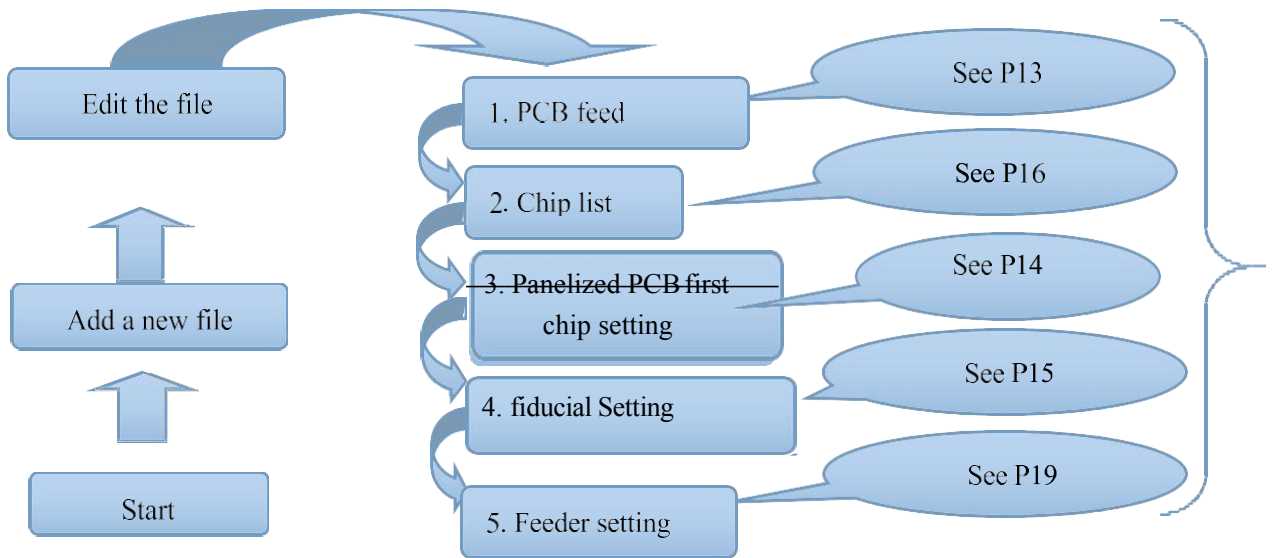 Edit the file
Add a new file
Start
1. PCB feed
See P13
2. Chip list
See P16
3. Panelized PCB first
chip setting
See P14
4. fiducial Setting
See P15
5. Feeder setting
See P19